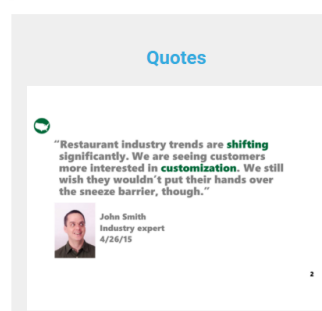 Quotes
“Restaurant industry trends are shifting
significantly. We are seeing customers
more interested in customization. We still
wish they wouldn’t put their hands over
the sneeze barrier, though.”
John Smith
Industry expert
4/26/15
2